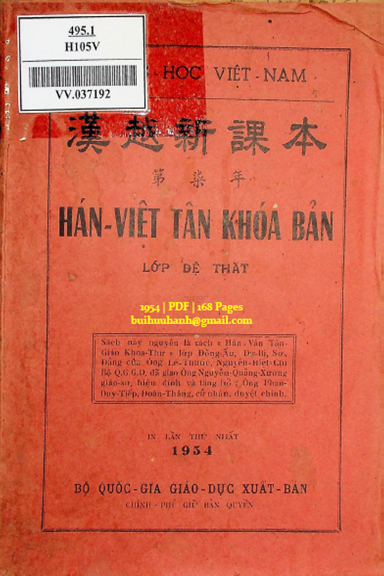 495.1
H105V
VV.037192
HỌC VIỆT-NAM
漢越新課本
第柒年
HÁN-VIỆT TÂN KHÓA BẢN
LỚP ĐỆ THẤT
1954 | PDF | 168 Pages
buihuuhanh@gmail.com
Sách này nguyên là sách « Hán-Văn Tân-
Giáo Khoa-Thư » lớp Đồng-Ấu, Dự-Bị, Sơ-
Đẳng của Ông Lê-Thước, Nguyễn-Hiệt-Chi
Bộ Q.G.G.D. đã giao Ông Nguyễn-Quảng-Xương
giáo-sư, hiệu đính và tăng bổ ; Ông Phan-
Duy-Tiếp, Đoàn-Thăng, cử nhân, duyệt chính.
IN LẦN THỨ NHẤT
1954
BỘ QUỐC-GIA GIÁO-DỤC XUẤT-BẢN
CHÍNH-PHỦ GIỮ BẢN QUYỀN